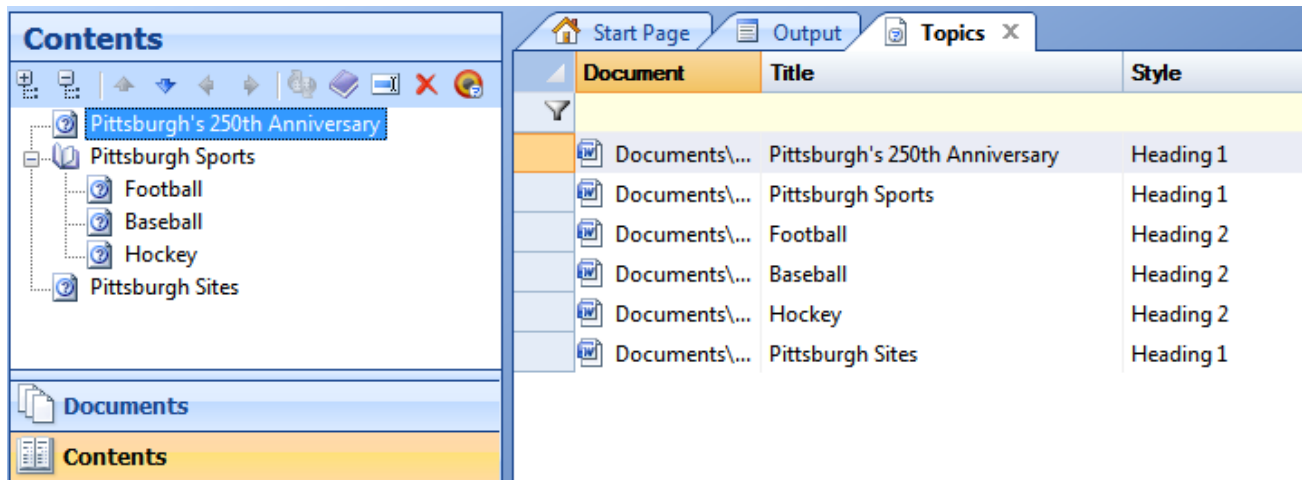 Contents
Pittsburgh's 250th Anniversary
Pittsburgh Sports
Football
Baseball
Hockey
Pittsburgh Sites
Documents
Contents
Start Page Output Topics X
Document Title Style
Documents\... Pittsburgh's 250th Anniversary Heading 1
Documents\... Pittsburgh Sports Heading 1
Documents\... Football Heading 2
Documents\... Baseball Heading 2
Documents\... Hockey Heading 2
Documents\... Pittsburgh Sites Heading 1